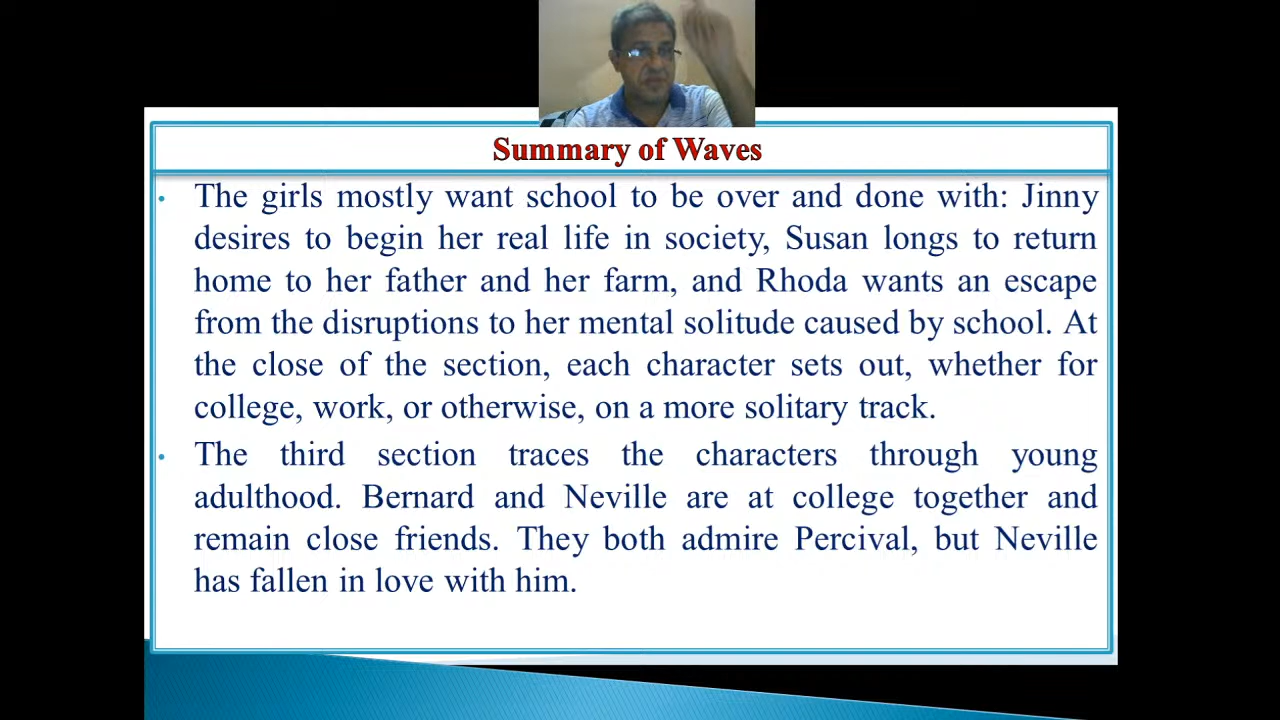 Summary of Waves
• The girls mostly want school to be over and done with: Jinny
desires to begin her real life in society, Susan longs to return
home to her father and her farm, and Rhoda wants an escape
from the disruptions to her mental solitude caused by school. At
the close of the section, each character sets out, whether for
college, work, or otherwise, on a more solitary track.
• The third section traces the characters through young
adulthood. Bernard and Neville are at college together and
remain close friends. They both admire Percival, but Neville
has fallen in love with him.